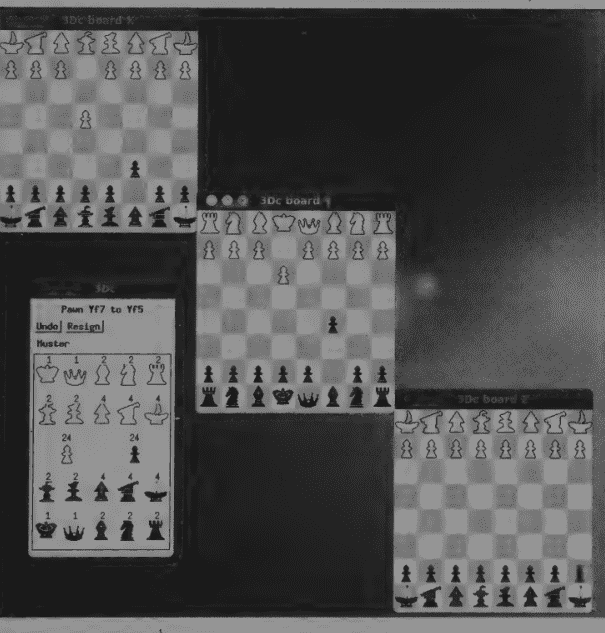 3Dc board X
3Dc board Y
3Dc
Pawn Yf7 to Yf5
Undo Resign
Muster
1 1 2 2 2
2 2 4 4 4
24 24
2 2 4 4 4
1 1 2 2 2
3Dc board Z